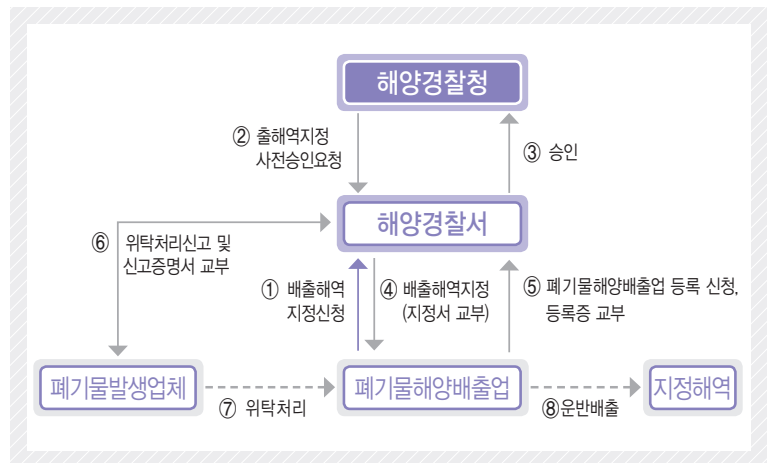 해양경찰청
② 출해역지정
사전승인요청
③ 승인
해양경찰서
⑥ 위탁처리신고 및
신고증명서 교부
① 배출해역
지정신청
④ 배출해역지정
(지정서 교부)
⑤ 폐기물해양배출업 등록 신청,
등록증 교부
폐기물발생업체
⑦ 위탁처리
폐기물해양배출업
⑧운반배출
지정해역